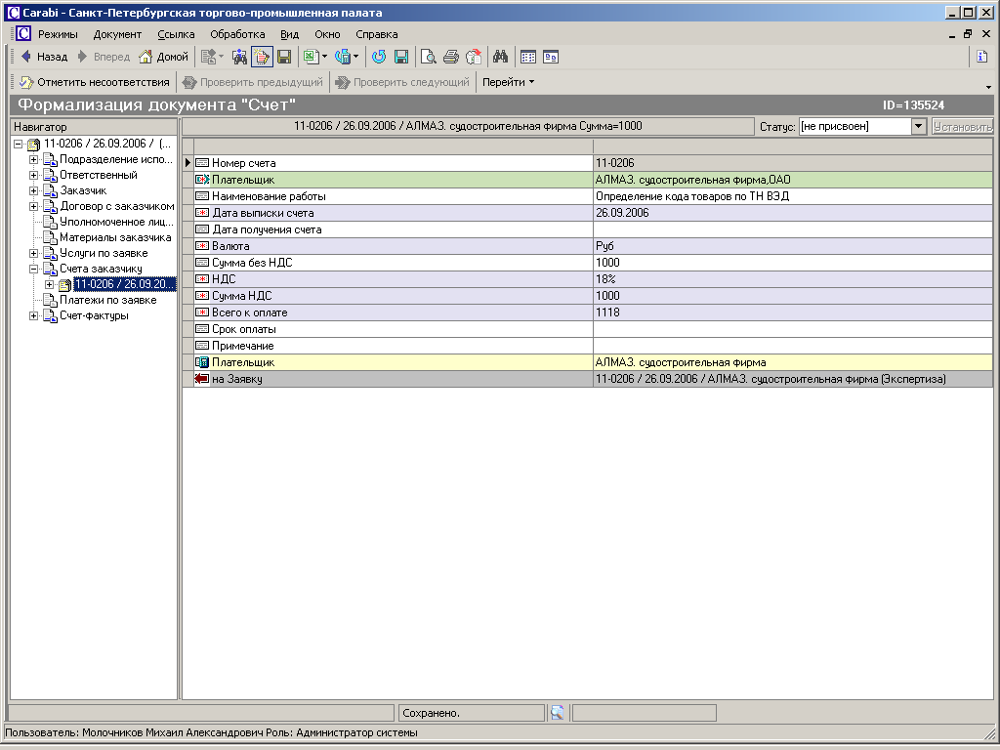 Carabi - Санкт-Петербургская торгово-промышленная палата
Режимы Документ Ссылка Обработка Вид Окно Справка
Назад Вперед Домой
Отметить несоответствия Проверить предыдущий Проверить следующий Перейти
Формализация документа "Счет" ID=135524
Навигатор
11-0206 / 26.09.2006 / АЛМАЗ. судостроительная фирма Сумма=1000 Статус: [не присвоен] Установить
11-0206 / 26.09.2006 / (...
Подразделение испо...
Ответственный
Заказчик
Договор с заказчиком
Уполномоченное лиц...
Материалы заказчика
Услуги по заявке
Счета заказчику
11-0206 / 26.09.20...
Платежи по заявке
Счет-фактуры
Номер счета 11-0206
Плательщик АЛМАЗ. судостроительная фирма,ОАО
Наименование работы Определение кода товаров по ТН ВЭД
Дата выписки счета 26.09.2006
Дата получения счета
Валюта Руб
Сумма без НДС 1000
НДС 18%
Сумма НДС 1000
Всего к оплате 1118
Срок оплаты
Примечание
Плательщик АЛМАЗ. судостроительная фирма
на Заявку 11-0206 / 26.09.2006 / АЛМАЗ. судостроительная фирма (Экспертиза)
Сохранено.
Пользователь: Молочников Михаил Александрович Роль: Администратор системы